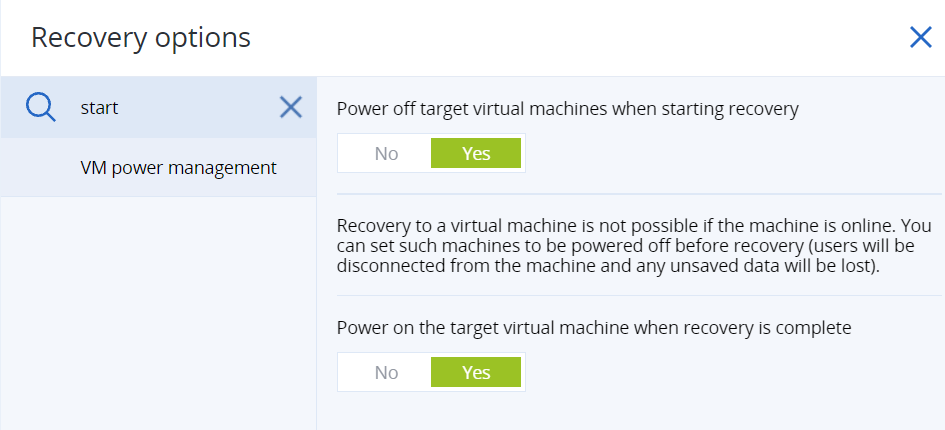 Recovery options
start
VM power management
Power off target virtual machines when starting recovery
No Yes
Recovery to a virtual machine is not possible if the machine is online. You
can set such machines to be powered off before recovery (users will be
disconnected from the machine and any unsaved data will be lost).
Power on the target virtual machine when recovery is complete
No Yes